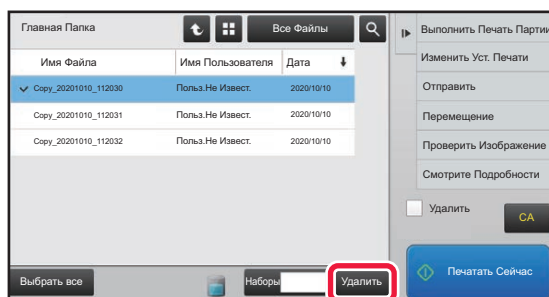 Главная Папка
Все Файлы
Имя Файла Имя Пользователя Дата
Copy_20201010_112030 Польз.Не Извест. 2020/10/10
Copy_20201010_112031 Польз.Не Извест. 2020/10/10
Copy_20201010_112032 Польз.Не Извест. 2020/10/10
Выбрать все
Наборы
Удалить
Выполнить Печать Партии
Изменить Уст. Печати
Отправить
Перемещение
Проверить Изображение
Смотрите Подробности
Удалить
CA
Печатать Сейчас